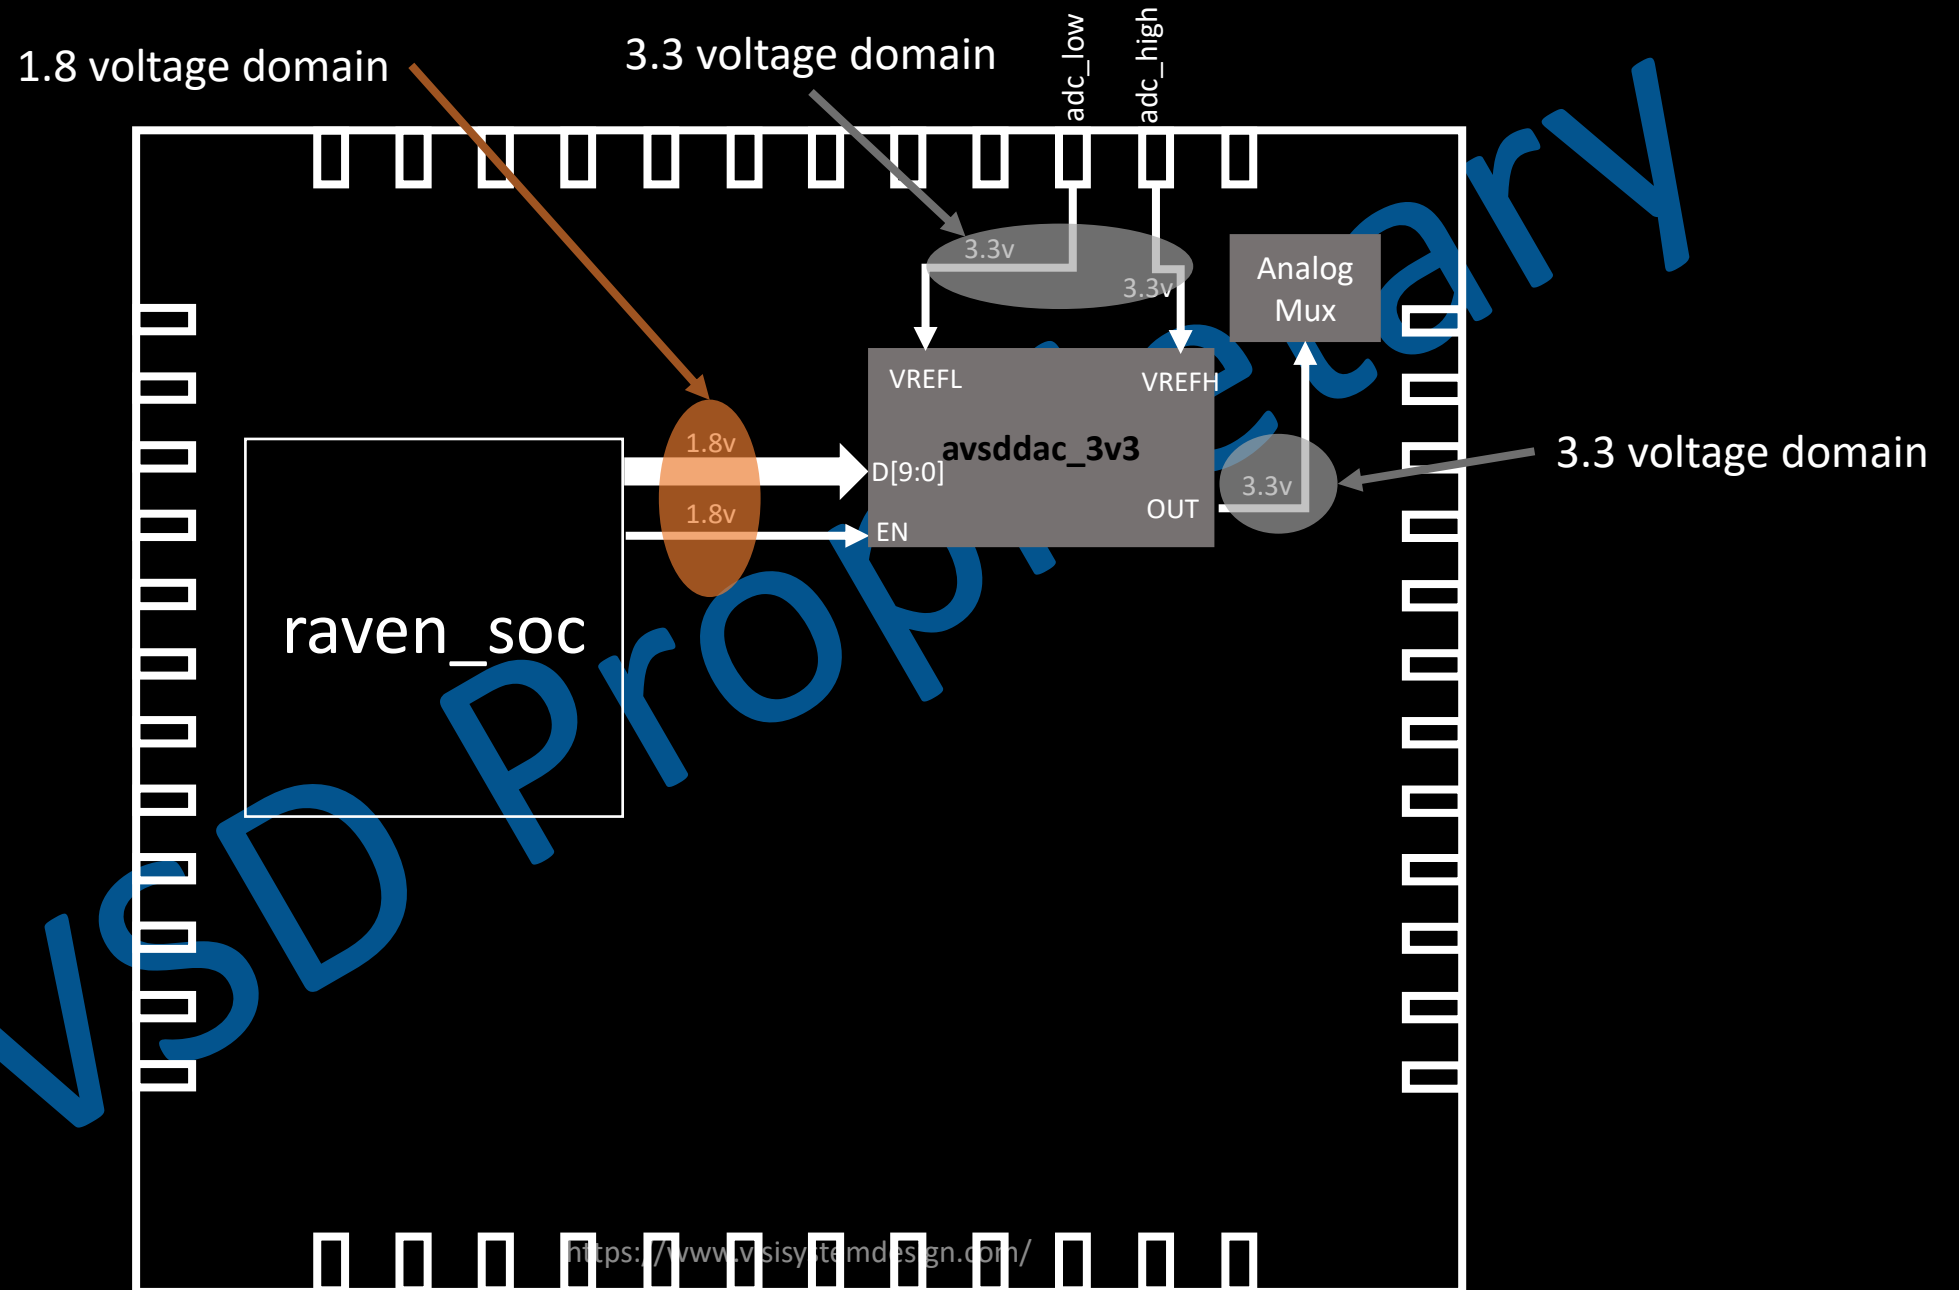 1.8 voltage domain
3.3 voltage domain
adc_low
adc_high
3.3v
3.3v
Analog
Mux
VREFL
VREFH
avsddac_3v3
1.8v
D[9:0]
1.8v
EN
3.3v
OUT
3.3 voltage domain
raven_soc
VSD Proprietary
https://www.vlsisystemdesign.com/